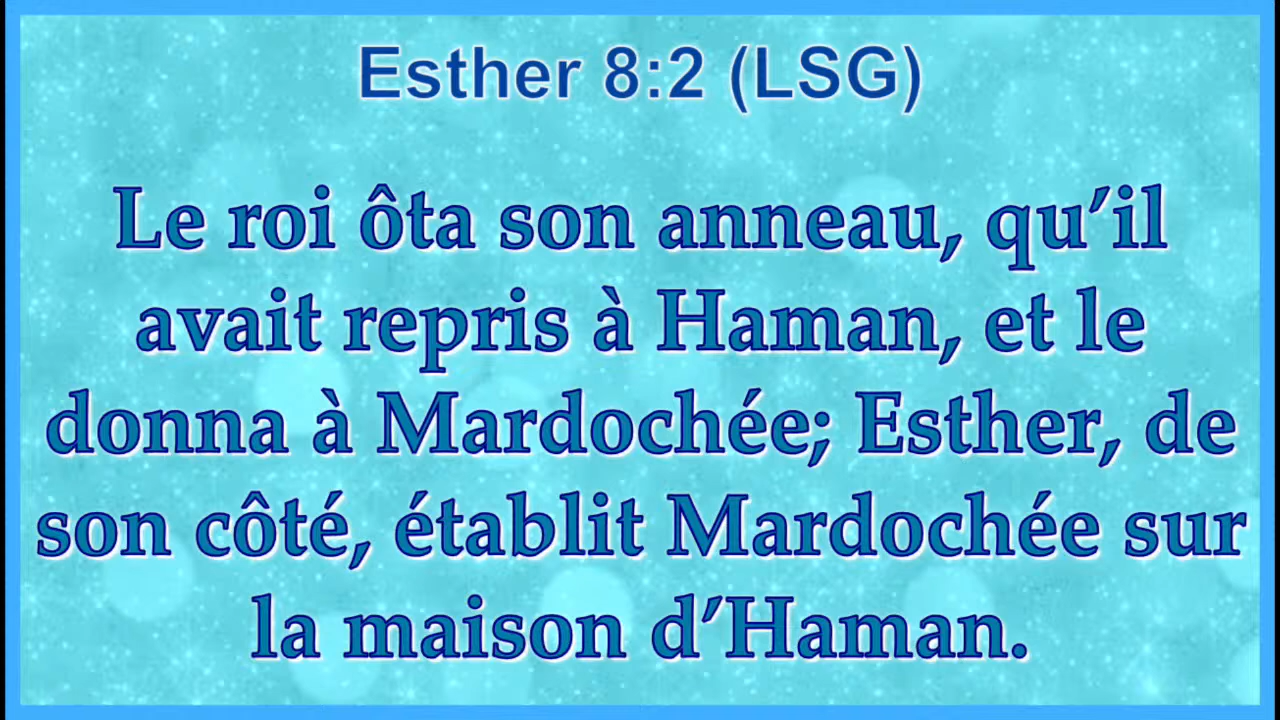 Esther 8:2 (LSG)
Le roi ôta son anneau, qu’il
avait repris à Haman, et le
donna à Mardochée; Esther, de
son côté, établit Mardochée sur
la maison d’Haman.